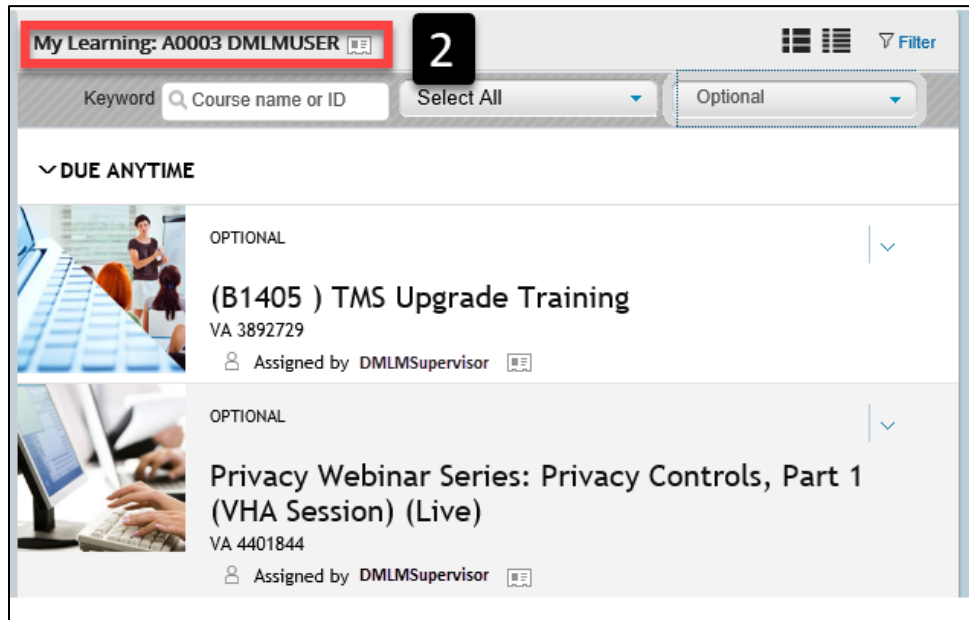 My Learning: A0003 DMLMUSER
2
Filter
Keyword
Course name or ID
Select All
Optional
DUE ANYTIME
OPTIONAL
(B1405 ) TMS Upgrade Training
VA 3892729
Assigned by DMLMSupervisor
OPTIONAL
Privacy Webinar Series: Privacy Controls, Part 1
(VHA Session) (Live)
VA 4401844
Assigned by DMLMSupervisor